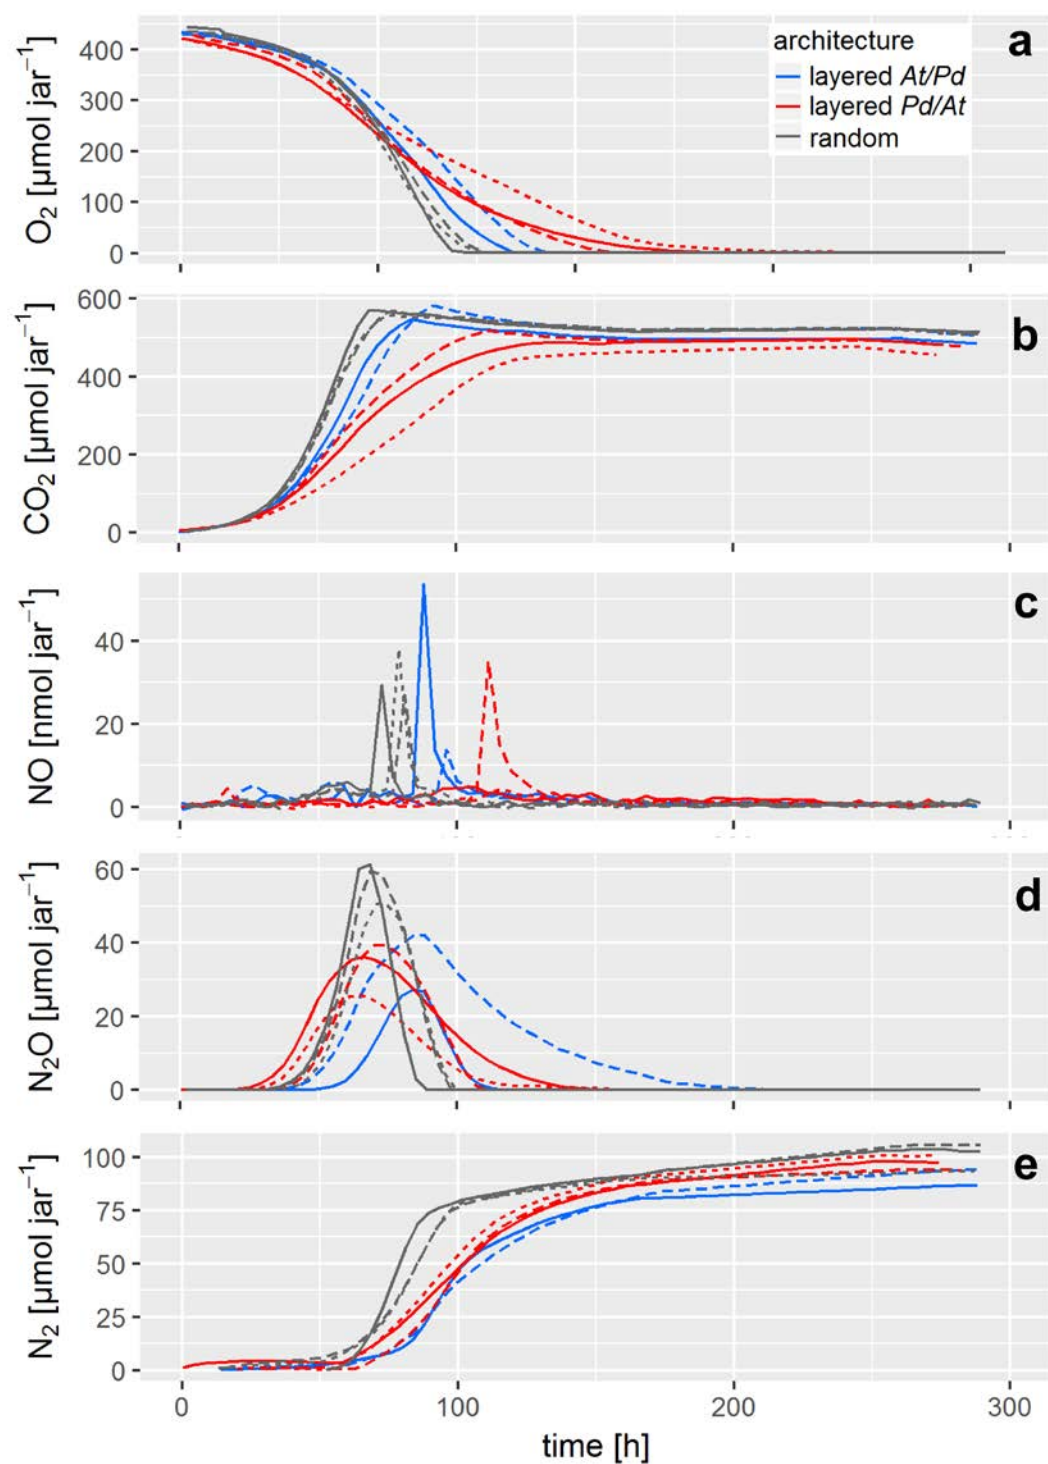 O₂ [µmol jar⁻¹]
400
300
200
100
0
architecture
layered At/Pd
layered Pd/At
random
a
CO₂ [µmol jar⁻¹]
600
400
200
0
b
NO [nmol jar⁻¹]
40
20
0
c
N₂O [µmol jar⁻¹]
60
40
20
0
d
N₂ [µmol jar⁻¹]
100
75
50
25
0
e
0 100 200 300
time [h]